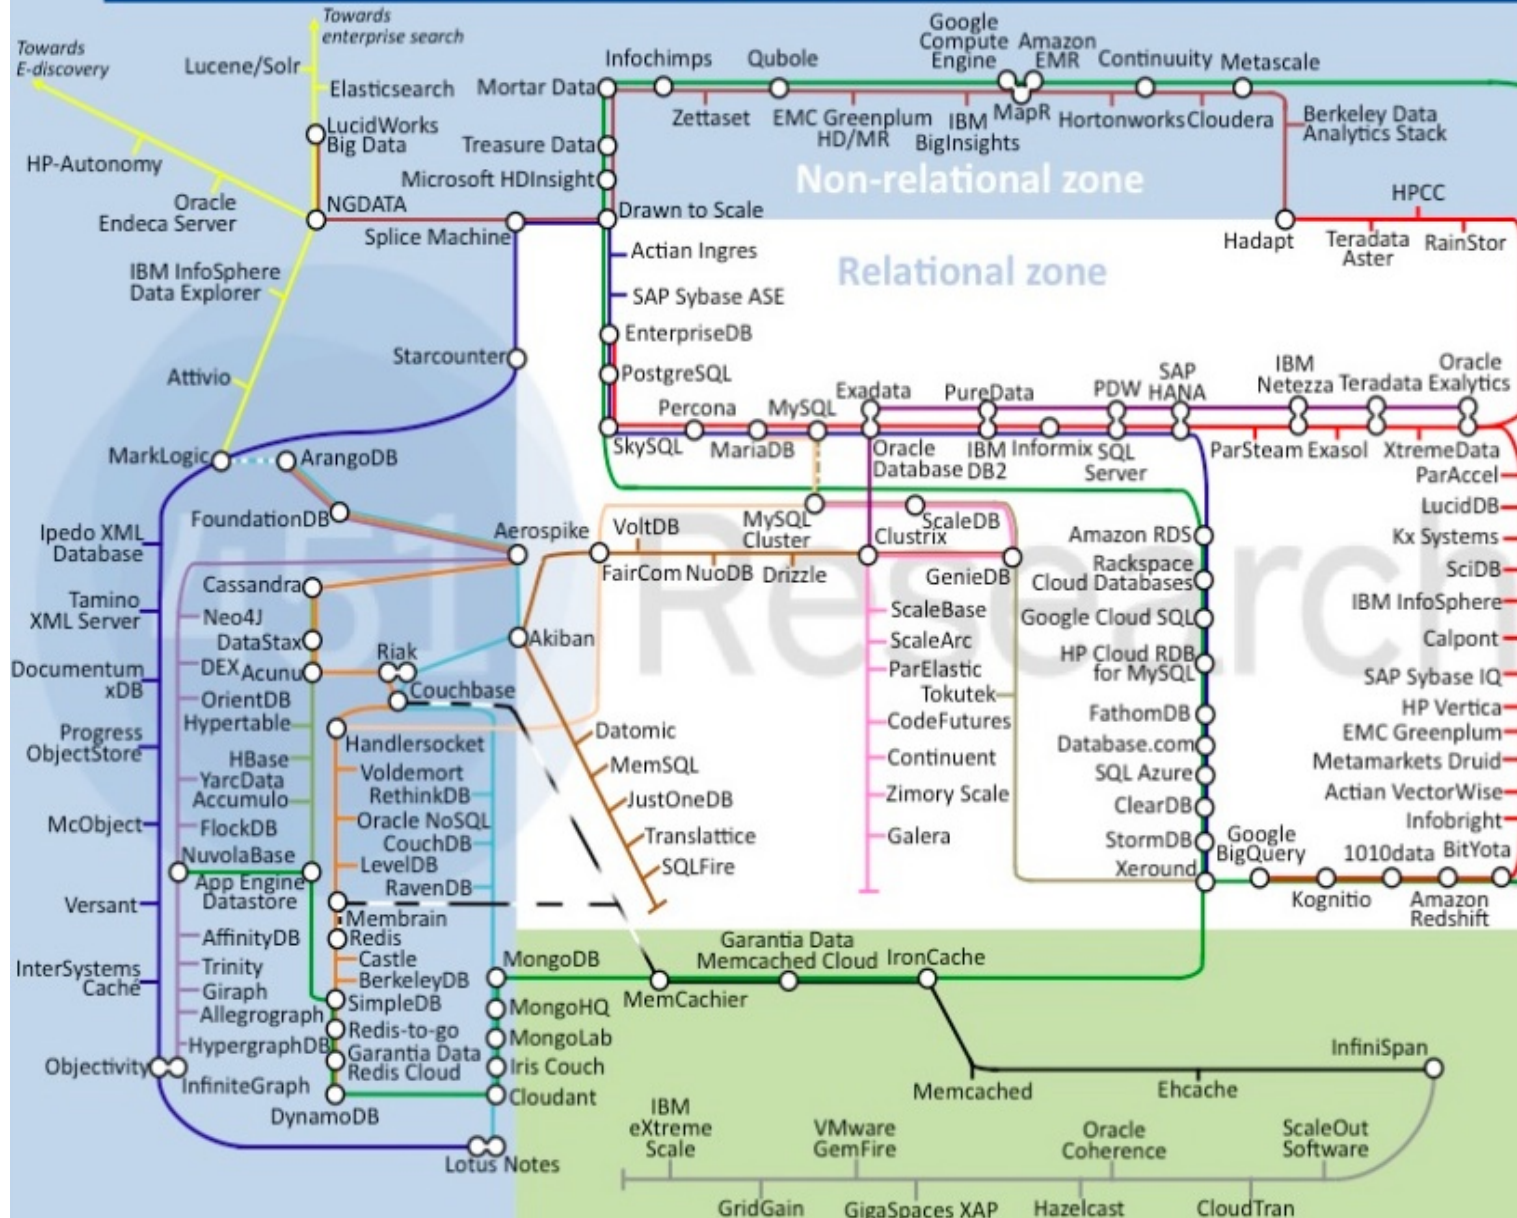 Towards
E-discovery
Towards
enterprise search
Lucene/Solr
Elasticsearch
LucidWorks
Big Data
HP-Autonomy
Oracle
Endeca Server
NGDATA
IBM InfoSphere
Data Explorer
Attivio
MarkLogic
ArangoDB
FoundationDB
Splice Machine
Starcounter
Mortar Data
Infochimps
Qubole
Google
Compute
Engine
Amazon
EMR
Continuuity
Metascale
Zettaset
EMC Greenplum
HD/MR
IBM
BigInsights
MapR
Hortonworks
Cloudera
Berkeley Data
Analytics Stack
Treasure Data
Microsoft HDInsight
Drawn to Scale
Non-relational zone
Relational zone
Hadapt
HPCC
Teradata
Aster
RainStor
Actian Ingres
SAP Sybase ASE
EnterpriseDB
PostgreSQL
SkySQL
Percona
MariaDB
MySQL
Exadata
Oracle
Database
PureData
IBM
DB2
Informix
PDW
SQL
Server
SAP
HANA
IBM
Netezza
Teradata
Oracle
Exalytics
ParSteam
Exasol
XtremeData
ParAccel
LucidDB
Kx Systems
SciDB
IBM InfoSphere
Calpont
SAP Sybase IQ
HP Vertica
EMC Greenplum
Metamarkets Druid
Actian VectorWise
Infobright
BitYota
451 Research
Ipedo XML
Database
Tamino
XML Server
Documentum
xDB
Progress
ObjectStore
McObject
Versant
InterSystems
Caché
Objectivity
Aerospike
Cassandra
Neo4J
DataStax
DEX
Acunu
Riak
Couchbase
OrientDB
Hypertable
HBase
YarcData
Accumulo
FlockDB
NuvolaBase
App Engine
Datastore
AffinityDB
Trinity
Giraph
Allegrograph
HypergraphDB
InfiniteGraph
Handlersocket
Voldemort
RethinkDB
Oracle NoSQL
CouchDB
LevelDB
RavenDB
Membrain
Redis
Castle
BerkeleyDB
SimpleDB
Redis-to-go
Garantia Data
Redis Cloud
DynamoDB
MongoDB
MongoHQ
MongoLab
Iris Couch
Cloudant
Lotus Notes
Akiban
VoltDB
FairCom
NuoDB
Drizzle
MySQL
Cluster
ScaleDB
Clustrix
GenieDB
ScaleBase
ScaleArc
ParElastic
Tokutek
CodeFutures
Continent
Zimory Scale
Galera
Datomic
MemSQL
JustOneDB
Translattice
SQLFire
Amazon RDS
Rackspace
Cloud Databases
Google Cloud SQL
HP Cloud RDB
for MySQL
FathomDB
Database.com
SQL Azure
ClearDB
StormDB
Xeround
Google
BigQuery
Kognitio
1010data
Amazon
Redshift
MemCachier
Garantia Data
Memcached Cloud
IronCache
Memcached
Ehcache
InfiniSpan
IBM
eXtreme
Scale
VMware
GemFire
Oracle
Coherence
ScaleOut
Software
GridGain
GigaSpaces XAP
Hazelcast
CloudTran